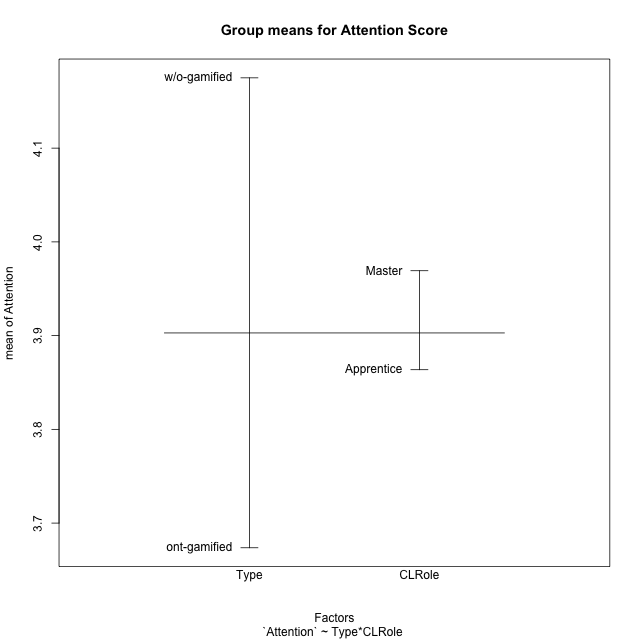 Group means for Attention Score
w/o-gamified
4.1
4.0
Master
mean of Attention
3.9
Apprentice
3.8
3.7
ont-gamified
Type
CLRole
Factors
`Attention` ~ Type*CLRole